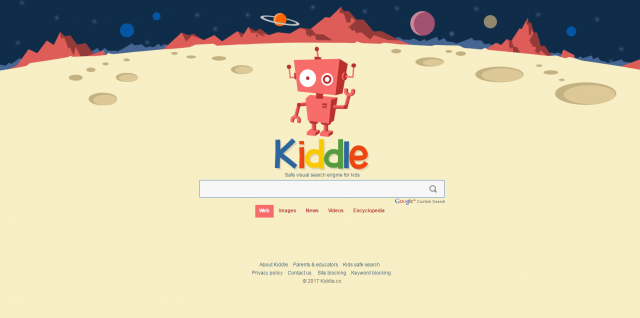 Kiddle
Safe visual search engine for kids
Google Custom Search
Web Images News Videos Encyclopedia
About Kiddle Parents & educators Kids safe search
Privacy policy Contact us Site blocking Keyword blocking
© 2017 Kiddle.co